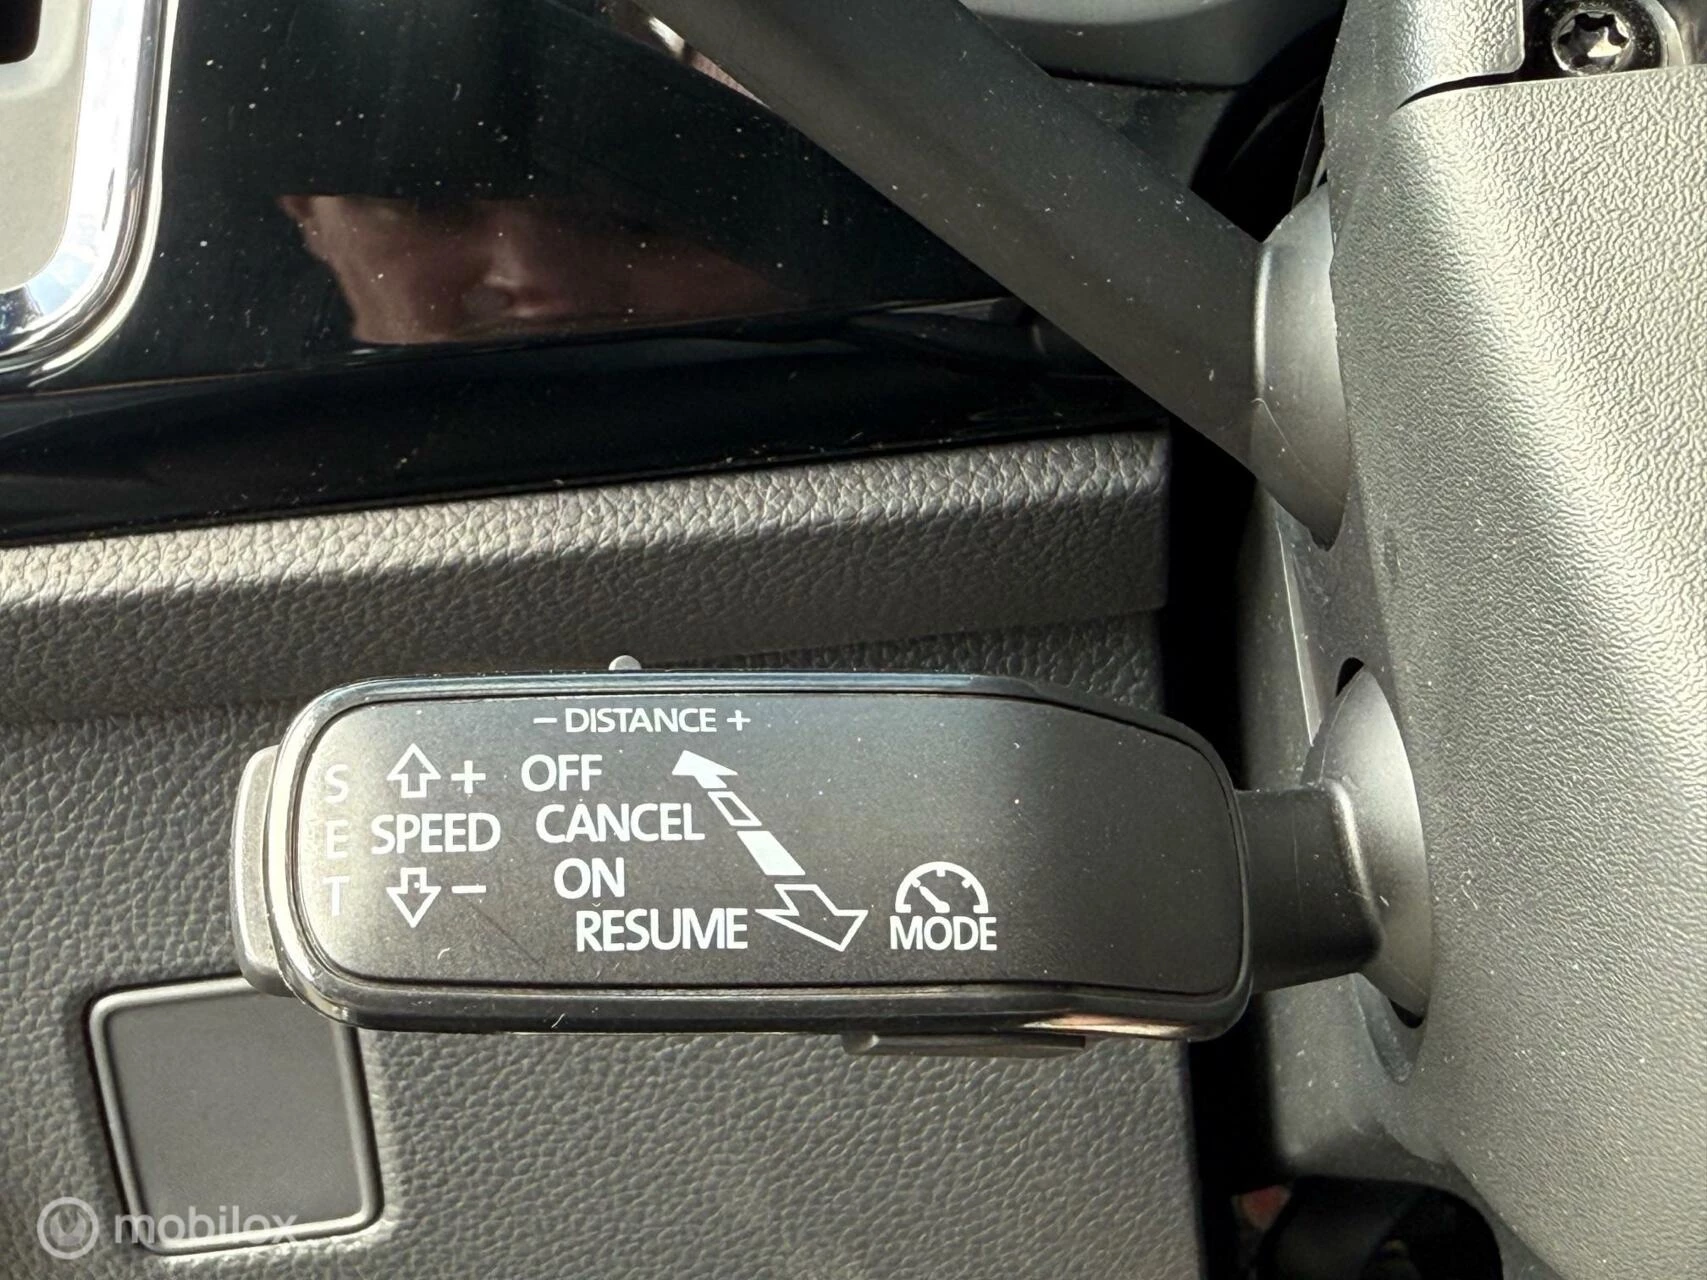 − DISTANCE +
S
E
T
+
SPEED
−
OFF
CANCEL
ON
RESUME
MODE
mobilox